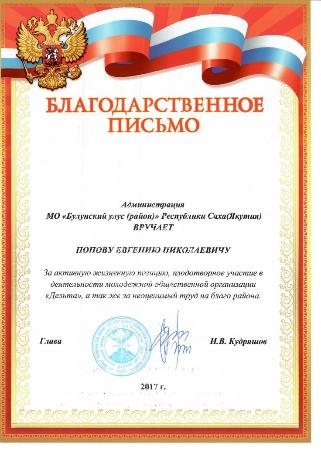 БЛАГОДАРСТВЕННОЕ
ПИСЬМО
Администрация
МО «Булунский улус (район)» Республики Саха(Якутия)
ВРУЧАЕТ
ПОПОВУ ЕВГЕНИЮ НИКОЛАЕВИЧУ
За активную жизненную позицию, плодотворное участие в
деятельности молодежной общественной организации
«Дельта», а так же за неоценимый труд на благо района.
Глава И.В. Кудряшов
2017 г.